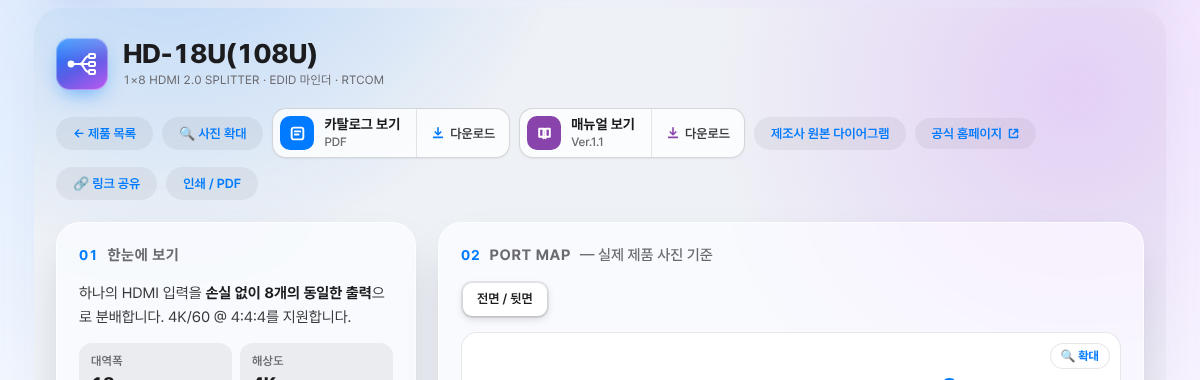 HD-18U(108U)
1×8 HDMI 2.0 SPLITTER · EDID 마인더 · RTCOM
← 제품 목록
🔍 사진 확대
카탈로그 보기
PDF
다운로드
매뉴얼 보기
Ver.1.1
다운로드
제조사 원본 다이어그램
공식 홈페이지
🔗 링크 공유
인쇄 / PDF
01 한눈에 보기
하나의 HDMI 입력을 손실 없이 8개의 동일한 출력으
로 분배합니다. 4K/60 @ 4:4:4를 지원합니다.
대역폭
해상도
02 PORT MAP — 실제 제품 사진 기준
전면 / 뒷면
🔍 확대